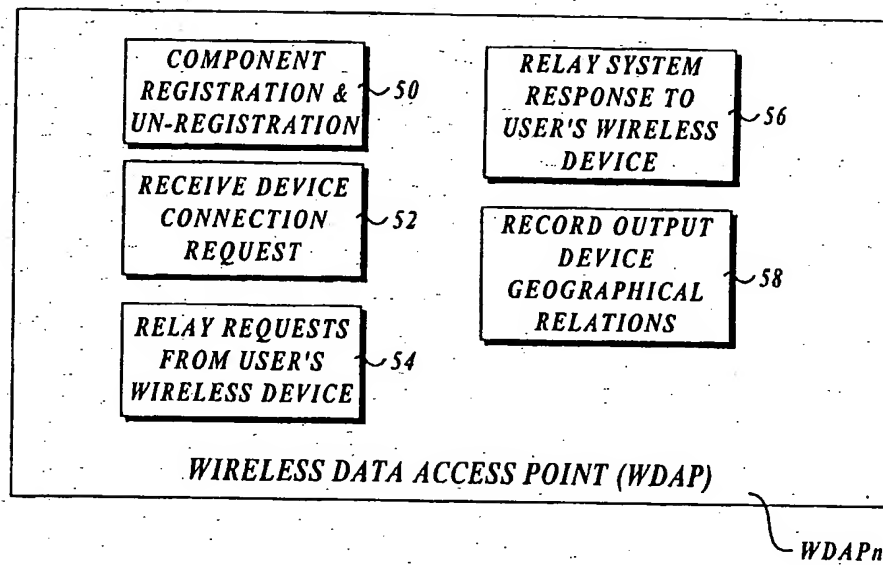 COMPONENT
REGISTRATION &
UN-REGISTRATION
50
RECEIVE DEVICE
CONNECTION
REQUEST
52
RELAY REQUESTS
FROM USER'S
WIRELESS DEVICE
54
RELAY SYSTEM
RESPONSE TO
USER'S WIRELESS
DEVICE
56
RECORD OUTPUT
DEVICE
GEOGRAPHICAL
RELATIONS
58
WIRELESS DATA ACCESS POINT (WDAP)
WDAPn